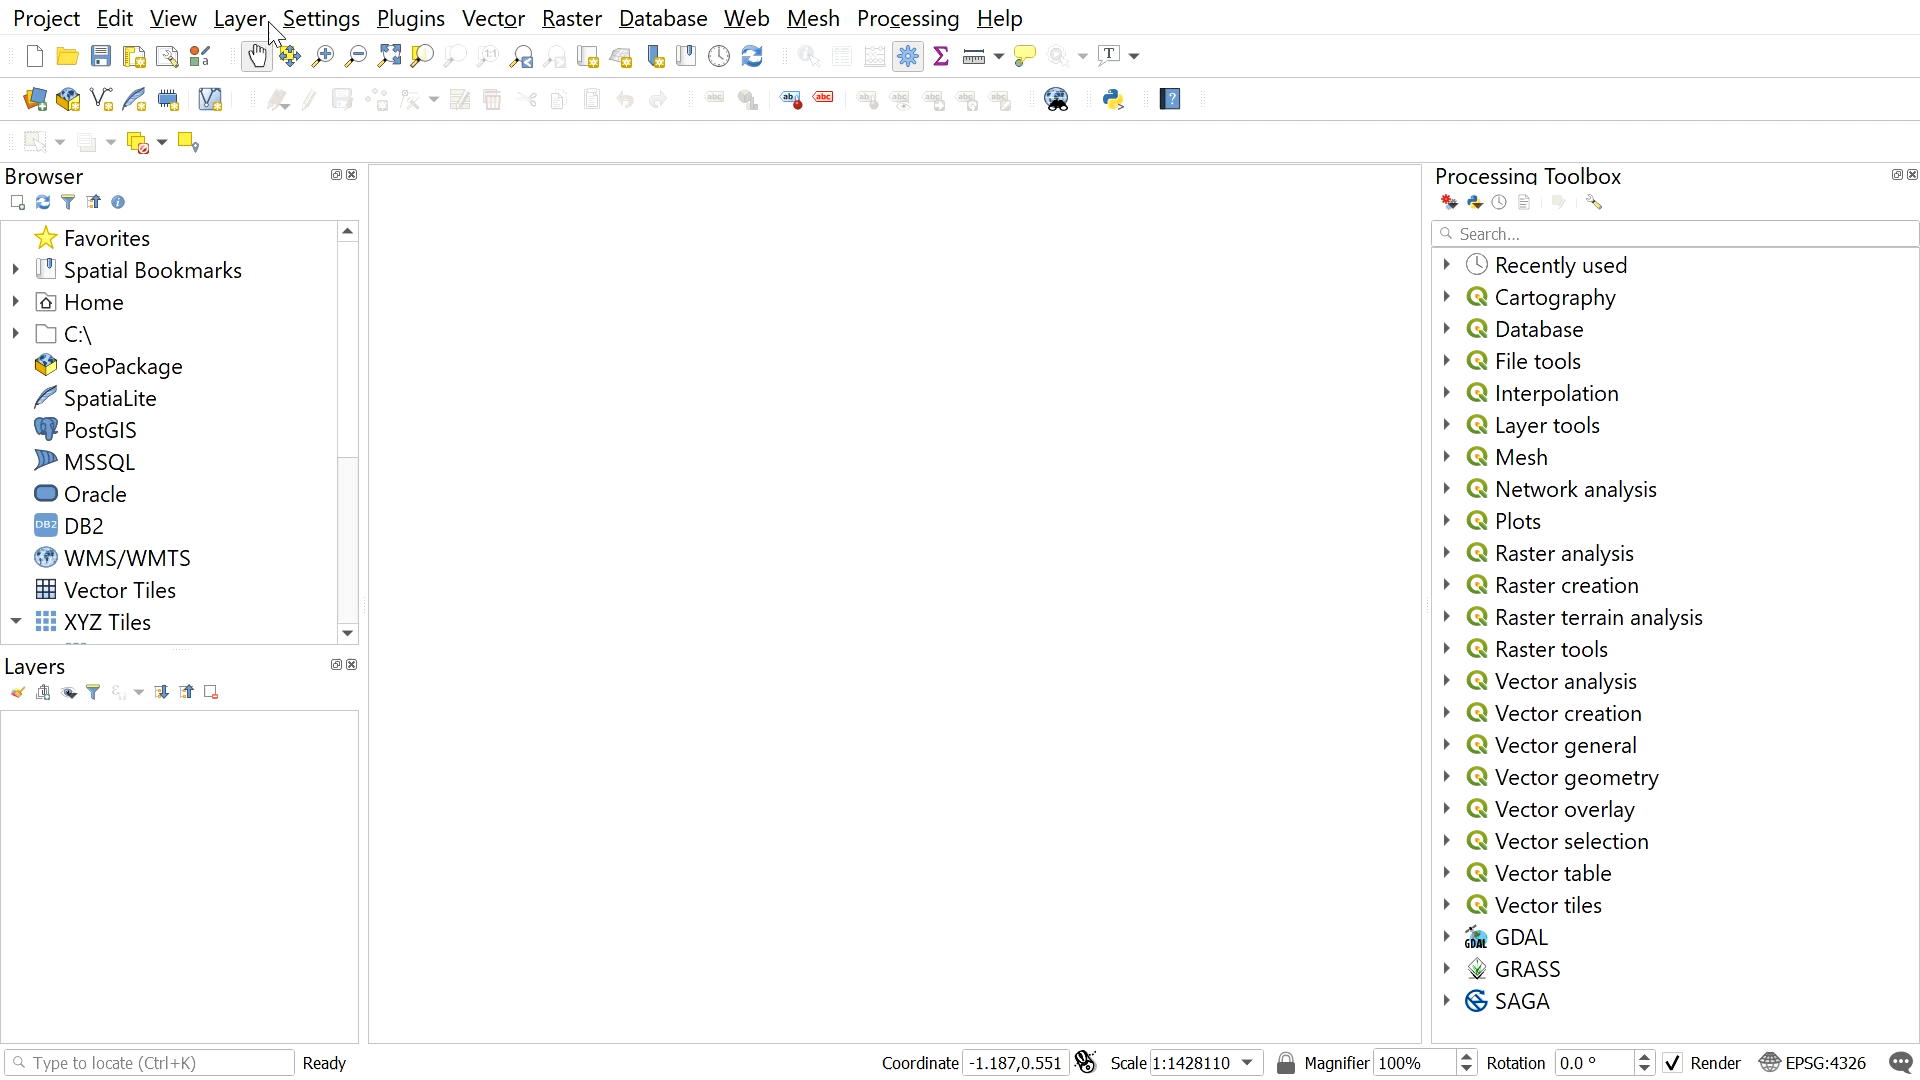 Project Edit View Layer Settings Plugins Vector Raster Database Web Mesh Processing Help
Browser
Favorites
Spatial Bookmarks
Home
C:\
GeoPackage
SpatiaLite
PostGIS
MSSQL
Oracle
DB2
WMS/WMTS
Vector Tiles
XYZ Tiles
Layers
Processing Toolbox
Search...
Recently used
Cartography
Database
File tools
Interpolation
Layer tools
Mesh
Network analysis
Plots
Raster analysis
Raster creation
Raster terrain analysis
Raster tools
Vector analysis
Vector creation
Vector general
Vector geometry
Vector overlay
Vector selection
Vector table
Vector tiles
GDAL
GRASS
SAGA
Type to locate (Ctrl+K) Ready Coordinate -1.187,0.551 Scale 1:1428110 Magnifier 100% Rotation 0.0 ° Render EPSG:4326